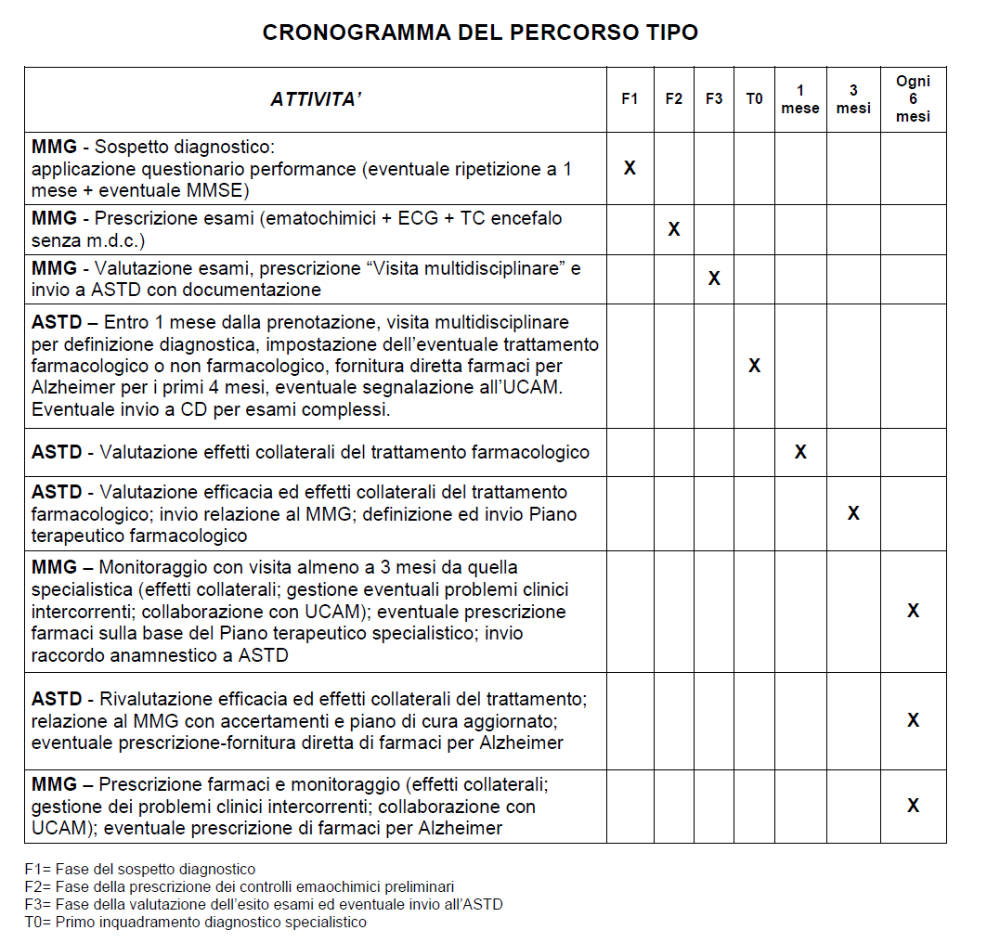 CRONOGRAMMA DEL PERCORSO TIPO
ATTIVITA’ F1 F2 F3 T0 1 mese 3 mesi Ogni 6 mesi
MMG - Sospetto diagnostico:
applicazione questionario performance (eventuale ripetizione a 1 X
mese + eventuale MMSE)
MMG - Prescrizione esami (ematochimici + ECG + TC encefalo X
senza m.d.c.)
MMG - Valutazione esami, prescrizione “Visita multidisciplinare” e X
invio a ASTD con documentazione
ASTD – Entro 1 mese dalla prenotazione, visita multidisciplinare
per definizione diagnostica, impostazione dell’eventuale trattamento
farmacologico o non farmacologico, fornitura diretta farmaci per X
Alzheimer per i primi 4 mesi, eventuale segnalazione all’UCAM.
Eventuale invio a CD per esami complessi.
ASTD - Valutazione effetti collaterali del trattamento farmacologico X
ASTD - Valutazione efficacia ed effetti collaterali del trattamento
farmacologico; invio relazione al MMG; definizione ed invio Piano X
terapeutico farmacologico
MMG – Monitoraggio con visita almeno a 3 mesi da quella
specialistica (effetti collaterali; gestione eventuali problemi clinici
intercorrenti; collaborazione con UCAM); eventuale prescrizione X
farmaci sulla base del Piano terapeutico specialistico; invio
raccordo anamnestico a ASTD
ASTD - Rivalutazione efficacia ed effetti collaterali del trattamento;
relazione al MMG con accertamenti e piano di cura aggiornato; X
eventuale prescrizione-fornitura diretta di farmaci per Alzheimer
MMG – Prescrizione farmaci e monitoraggio (effetti collaterali;
gestione dei problemi clinici intercorrenti; collaborazione con X
UCAM); eventuale prescrizione di farmaci per Alzheimer
F1= Fase del sospetto diagnostico
F2= Fase della prescrizione dei controlli emaochimici preliminari
F3= Fase della valutazione dell’esito esami ed eventuale invio all’ASTD
T0= Primo inquadramento diagnostico specialistico